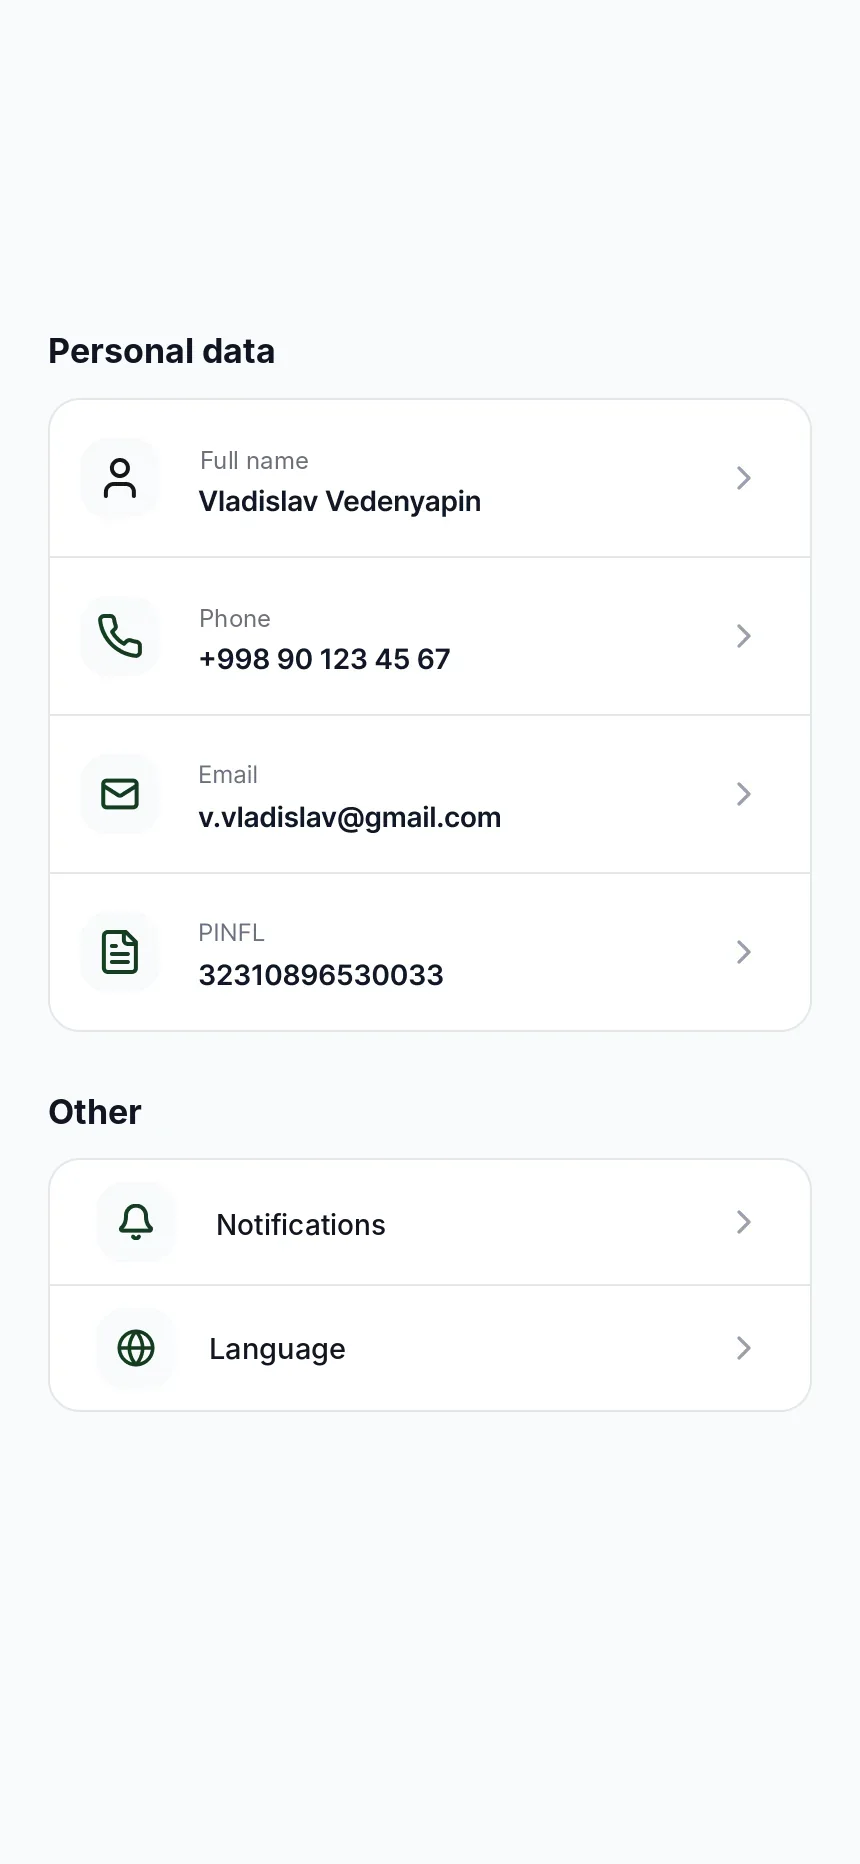 Personal data
Full name
Vladislav Vedenyapin
Phone
+998 90 123 45 67
Email
v.vladislav@gmail.com
PINFL
32310896530033
Other
Notifications
Language